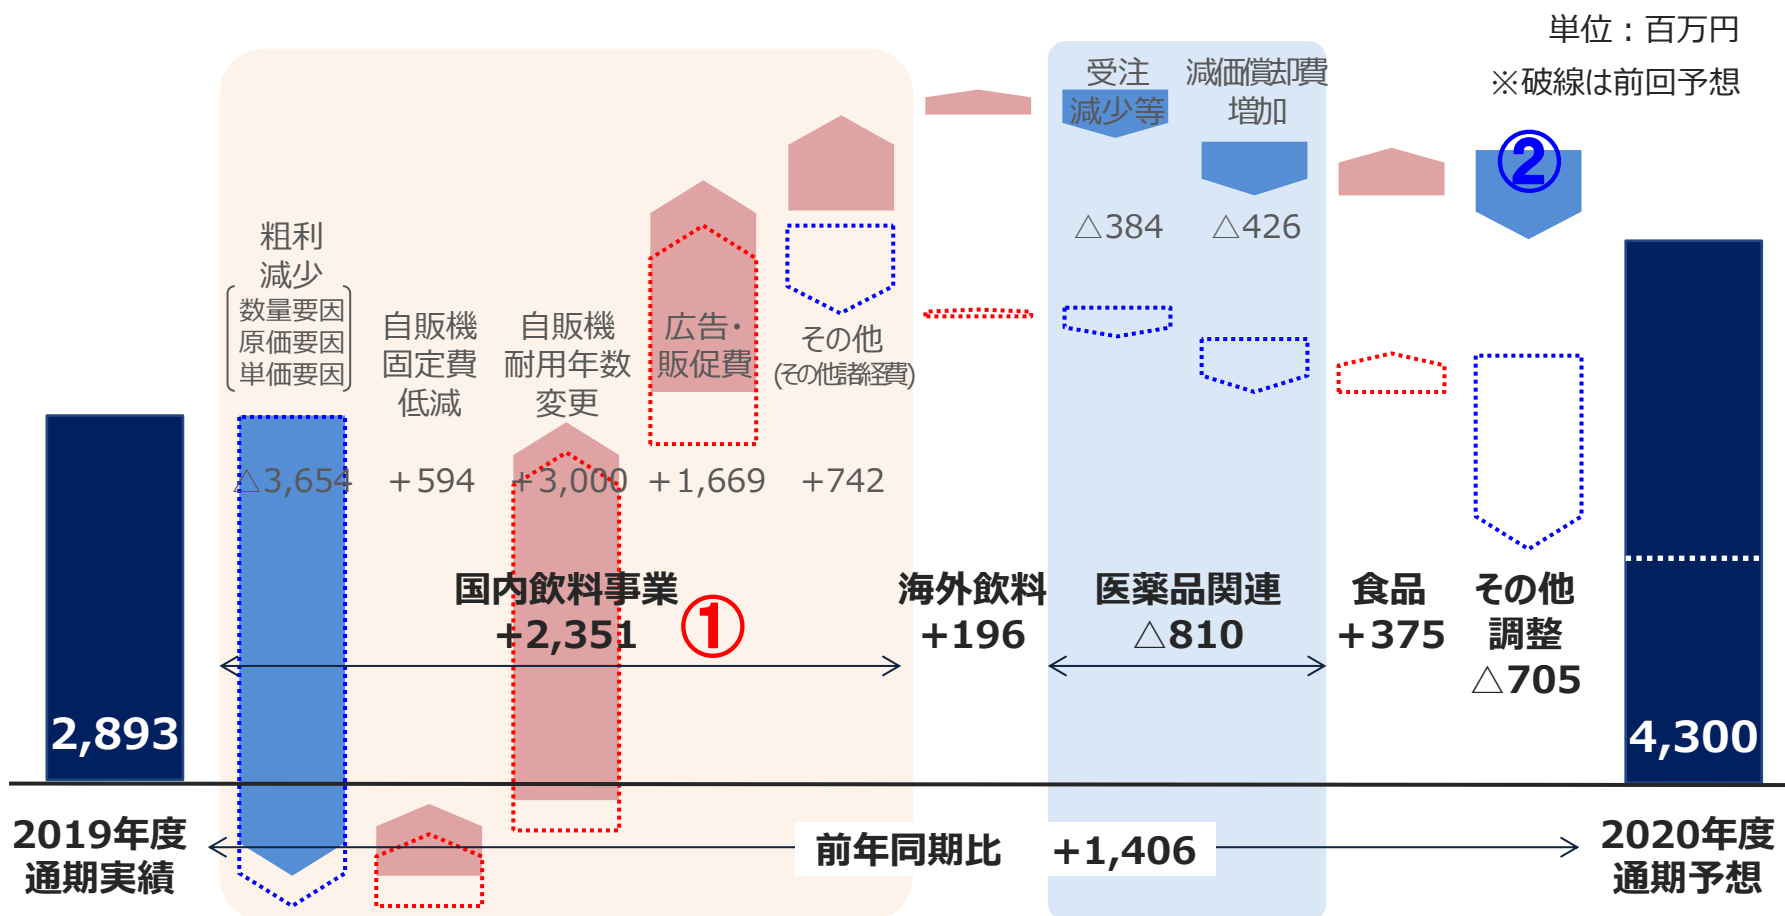 単位：百万円
※破線は前回予想
受注
減少等
減価償却費
増加
②
△384
△426
粗利
減少
数量要因
原価要因
単価要因
自販機
固定費
低減
自販機
耐用年数
変更
広告・
販促費
その他
(その他諸経費)
△3,654
+594
+3,000
+1,669
+742
国内飲料事業
+2,351
①
海外飲料
+196
医薬品関連
△810
食品
+375
その他
調整
△705
2,893
4,300
2019年度
通期実績
前年同期比 +1,406
2020年度
通期予想